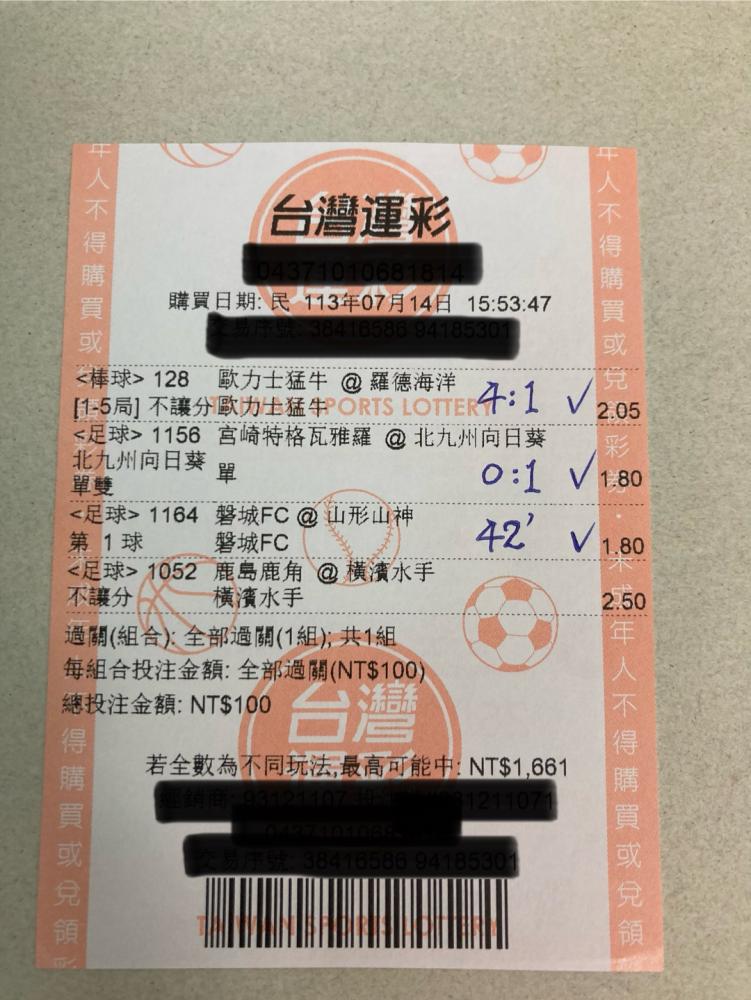 台灣運彩
購買日期: 民 113年07月14日 15:53:47
<棒球> 128 歐力士猛牛 @ 羅德海洋
[1-5局] 不讓分 歐力士猛牛 4:1 ✓ 2.05
<足球> 1156 宮崎特格瓦雅羅 @ 北九州向日葵
北九州向日葵
單雙 單 0:1 ✓ 1.80
<足球> 1164 磐城FC @ 山形山神
第 1 球 磐城FC 42' ✓ 1.80
<足球> 1052 鹿島鹿角 @ 橫濱水手
不讓分 橫濱水手 2.50
過關(組合): 全部過關(1組); 共1組
每組合投注金額: 全部過關(NT$100)
總投注金額: NT$100
台灣運彩
若全數為不同玩法,最高可能中: NT$1,661
TAIWAN SPORTS LOTTERY
年人不得購買或兌領彩券・未成年人不得購買或兌領